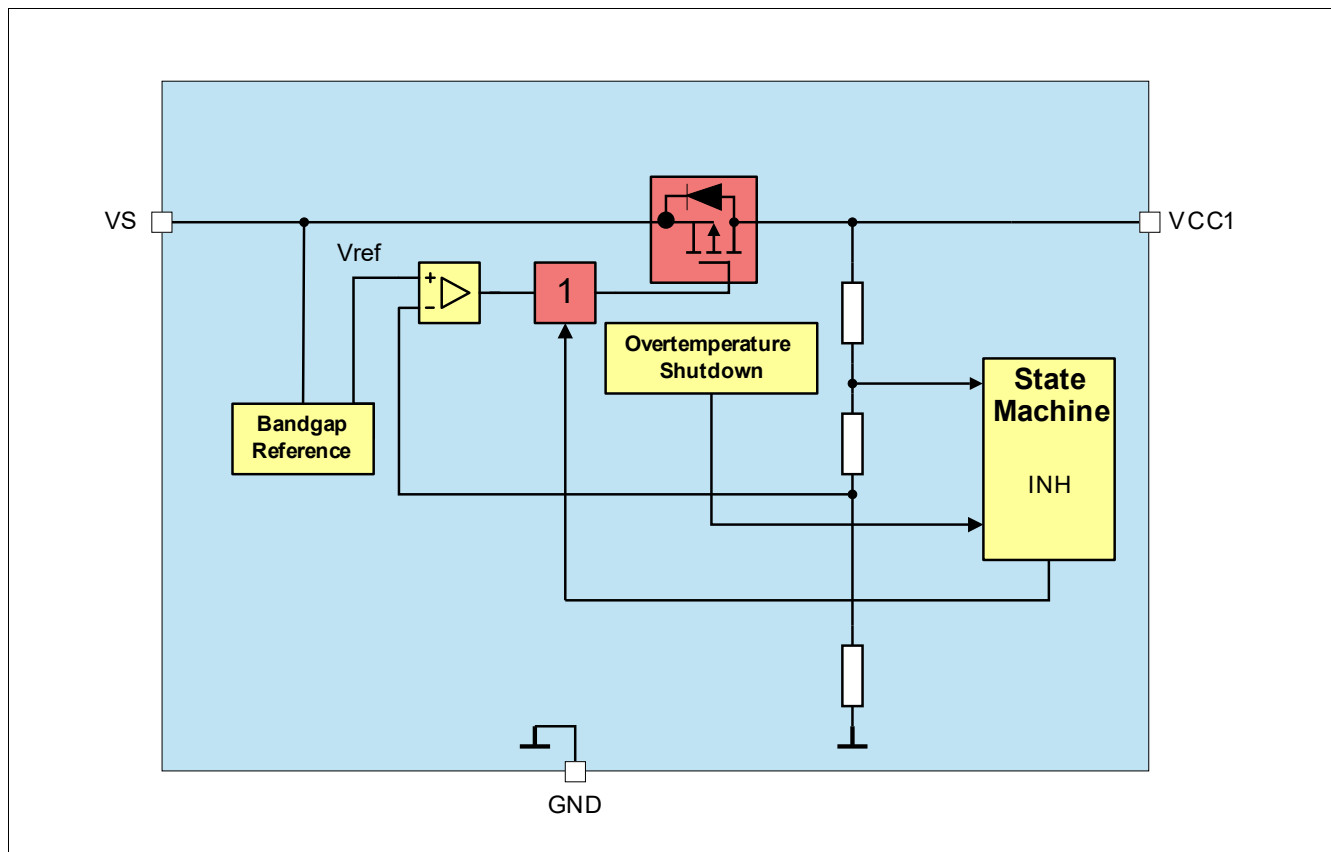 VS
VCC1
Vref
+
-
1
Overtemperature
Shutdown
State
Machine
INH
Bandgap
Reference
GND